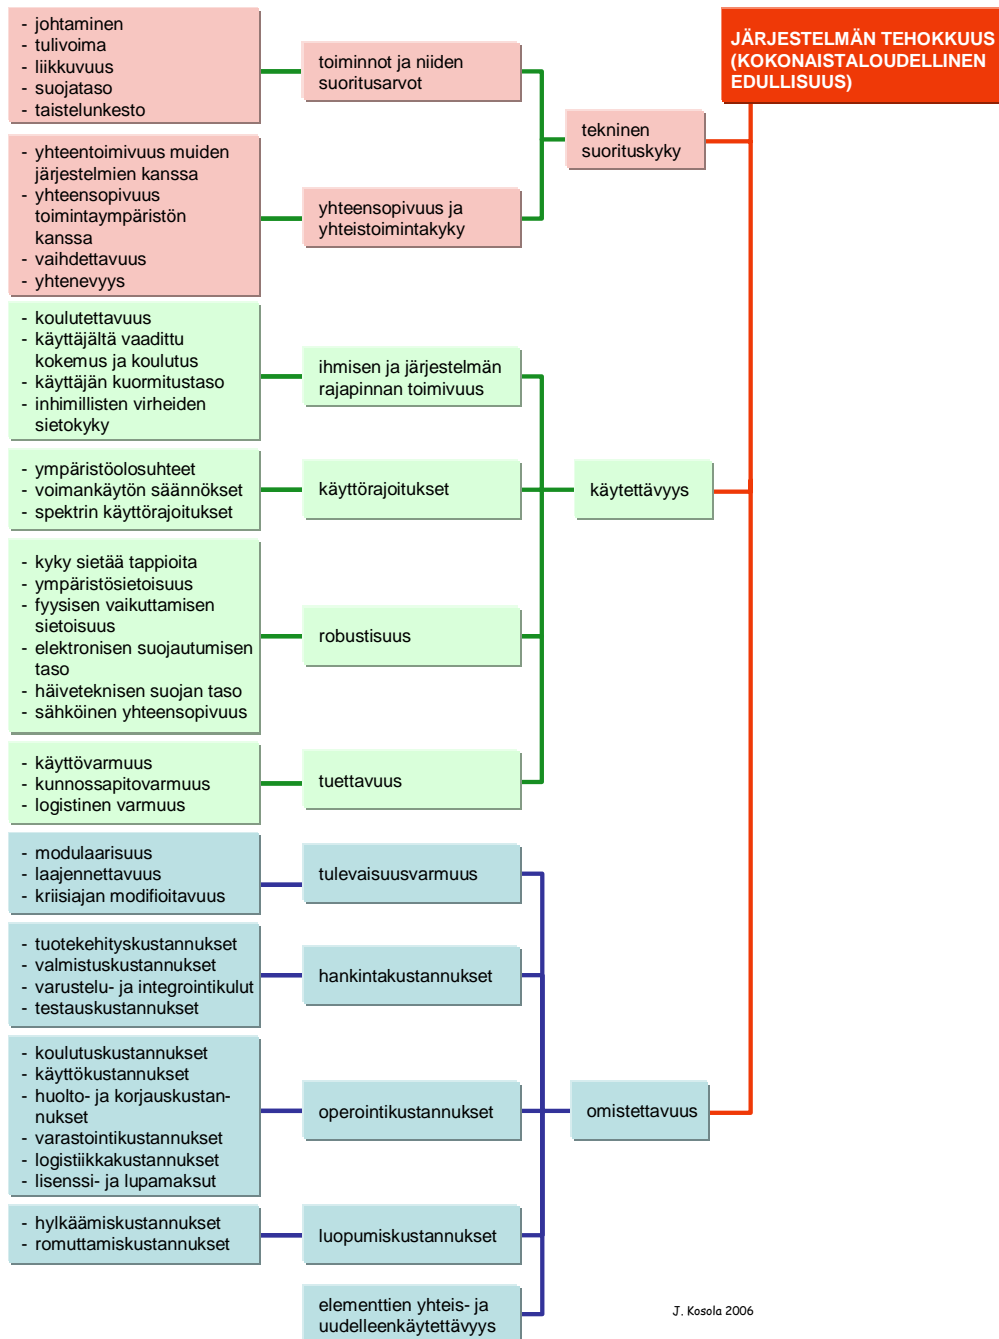 JÄRJESTELMÄN TEHOKKUUS
(KOKONAISTALOUDELLINEN
EDULLISUUS)
tekninen
suorituskyky
toiminnot ja niiden
suoritusarvot
- johtaminen
- tulivoima
- liikkuvuus
- suojataso
- taistelunkesto
yhteensopivuus ja
yhteistoimintakyky
- yhteentoimivuus muiden
järjestelmien kanssa
- yhteensopivuus
toimintaympäristön
kanssa
- vaihdettavuus
- yhtenevyys
käytettävyys
ihmisen ja järjestelmän
rajapinnan toimivuus
- koulutettavuus
- käyttäjältä vaadittu
kokemus ja koulutus
- käyttäjän kuormitustaso
- inhimillisten virheiden
sietokyky
käyttörajoitukset
- ympäristöolosuhteet
- voimankäytön säännökset
- spektrin käyttörajoitukset
robustisuus
- kyky sietää tappioita
- ympäristösietoisuus
- fyysisen vaikuttamisen
sietoisuus
- elektronisen suojautumisen
taso
- häiveteknisen suojan taso
- sähköinen yhteensopivuus
tuettavuus
- käyttövarmuus
- kunnossapitovarmuus
- logistinen varmuus
omistettavuus
tulevaisuusvarmuus
- modulaarisuus
- laajennettavuus
- kriisiajan modifioitavuus
hankintakustannukset
- tuotekehityskustannukset
- valmistuskustannukset
- varustelu- ja integrointikulut
- testauskustannukset
operointikustannukset
- koulutuskustannukset
- käyttökustannukset
- huolto- ja korjauskustan-
nukset
- varastointikustannukset
- logistiikkakustannukset
- lisenssi- ja lupamaksut
luopumiskustannukset
- hylkäämiskustannukset
- romuttamiskustannukset
elementtien yhteis- ja
uudelleenkäytettävyys
J. Kosola 2006